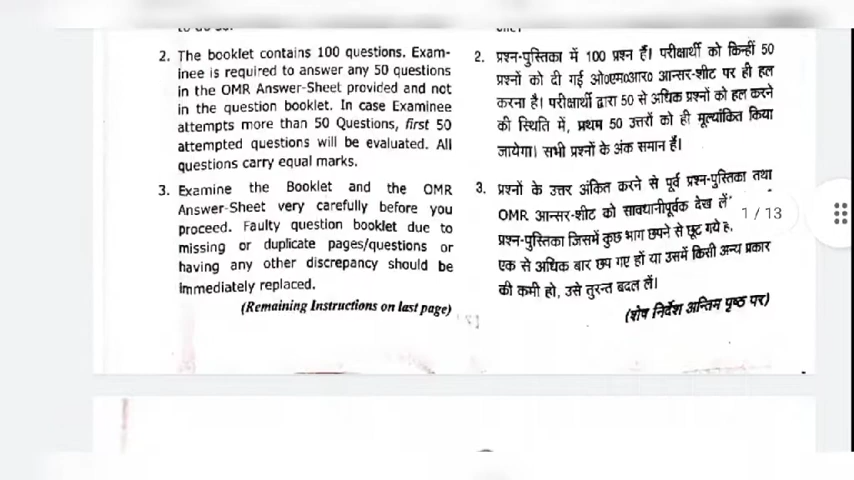 2. The booklet contains 100 questions. Exam-
inee is required to answer any 50 questions
in the OMR Answer-Sheet provided and not
in the question booklet. In case Examinee
attempts more than 50 Questions, first 50
attempted questions will be evaluated. All
questions carry equal marks.
3. Examine the Booklet and the OMR
Answer-Sheet very carefully before you
proceed. Faulty question booklet due to
missing or duplicate pages/questions or
having any other discrepancy should be
immediately replaced.
(Remaining Instructions on last page)
2. प्रश्न-पुस्तिका में 100 प्रश्न हैं। परीक्षार्थी को किन्हीं 50
प्रश्नों को दी गई ओ०एम०आर० आन्सर-शीट पर ही हल
करना है। परीक्षार्थी द्वारा 50 से अधिक प्रश्नों को हल करने
की स्थिति में, प्रथम 50 उत्तरों को ही मूल्यांकित किया
जायेगा। सभी प्रश्नों के अंक समान हैं।
3. प्रश्नों के उत्तर अंकित करने से पूर्व प्रश्न-पुस्तिका तथा
OMR आन्सर-शीट को सावधानीपूर्वक देख लें
प्रश्न-पुस्तिका जिसमें कुछ भाग छपने से छूट गये
एक से अधिक बार छप गए हों या उसमें किसी अन्य प्रकार
की कमी हो, उसे तुरन्त बदल लें।
(शेष निर्देश अन्तिम पृष्ठ पर)
1 / 13